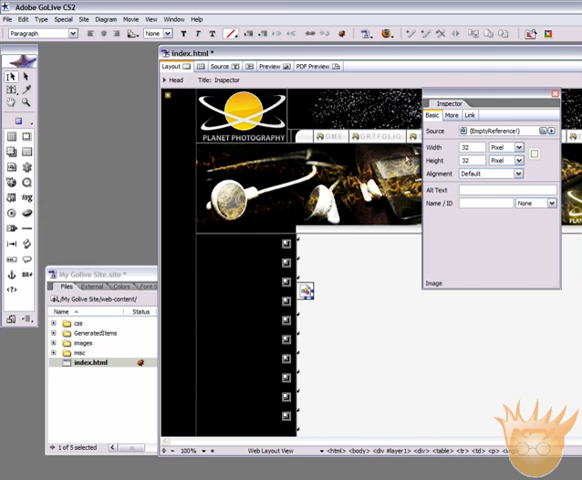 Adobe GoLive CS2
File Edit Site Type Special Diagram Movie View Window Help
Paragraph None
index.html *
Layout Source Preview PDF Preview
Head Title: Inspector
PLANET PHOTOGRAPHY
OME ORTFOLIO
Inspector
Basic More Link
Source (EmptyReference!)
Width 32 Pixel
Height 32 Pixel
Alignment Default
Alt Text
Name / ID None
Image
My Golive Site.site *
Files External Colors Font S
/My Golive Site/web-content/
Name Status
css
GeneratedItems
images
misc
index.html
1 of 5 selected
100% Web Layout View <html> <body> <div #layer1> <div> <table> <tr> <td> <p>